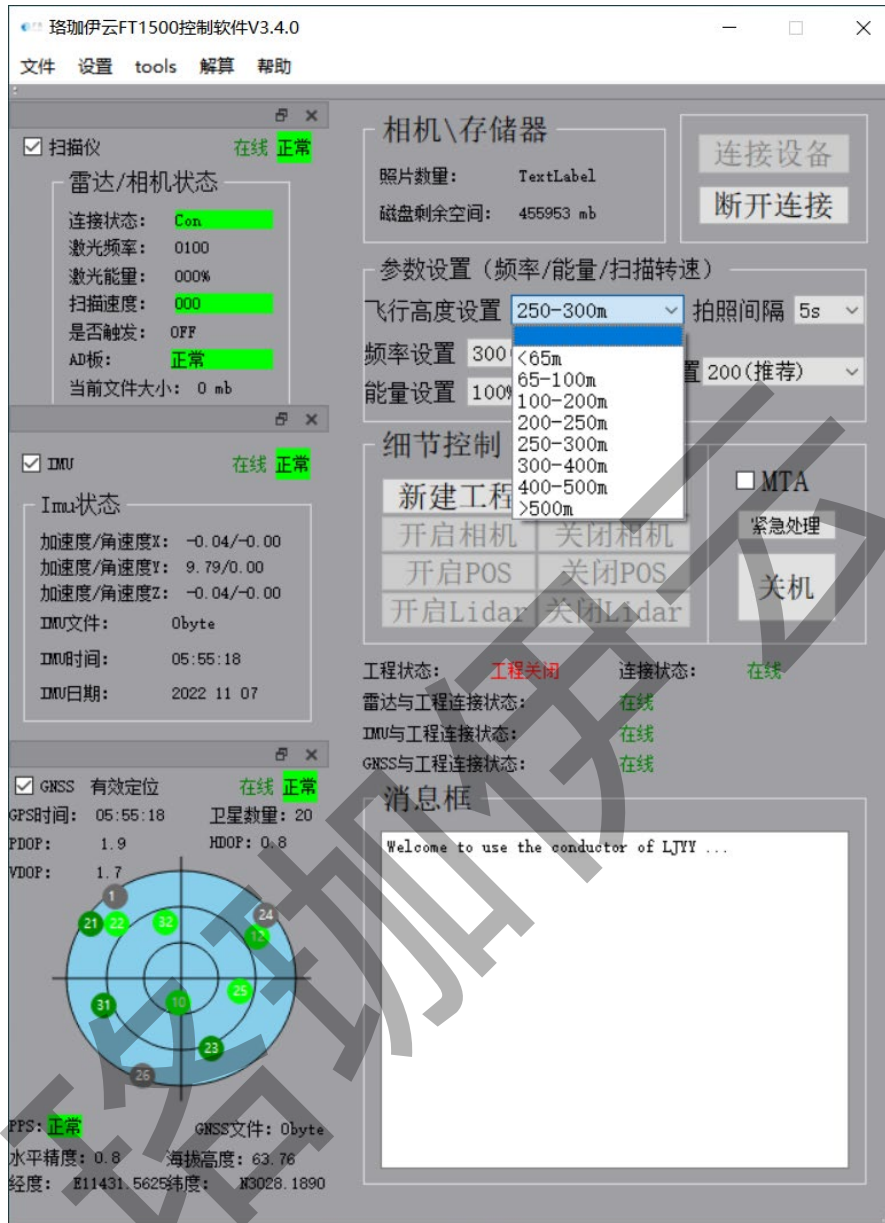 珞珈伊云FT1500控制软件V3.4.0
文件 设置 tools 解算 帮助
扫描仪 在线 正常
雷达/相机状态
连接状态: Con
激光频率: 0100
激光能量: 000%
扫描速度: 000
是否触发: OFF
AD板: 正常
当前文件大小: 0 mb
IMU 在线 正常
Imu状态
加速度/角速度X: -0.04/-0.00
加速度/角速度Y: 9.79/0.00
加速度/角速度Z: -0.04/-0.00
IMU文件: 0byte
IMU时间: 05:55:18
IMU日期: 2022 11 07
GNSS 有效定位 在线 正常
GPS时间: 05:55:18 卫星数量: 20
PDOP: 1.9 HDOP: 0.8
VDOP: 1.7
1
21 22 32 24
12
25
31 10
23
26
PPS: 正常 GNSS文件: 0byte
水平精度: 0.8 海拔高度: 63.76
经度: E11431.5625 纬度: N3028.1890
相机\存储器
照片数量: TextLabel
磁盘剩余空间: 455953 mb
连接设备
断开连接
参数设置（频率/能量/扫描转速）
飞行高度设置 250-300m 拍照间隔 5s
频率设置 300
能量设置 100%
置 200(推荐)
<65m
65-100m
100-200m
200-250m
250-300m
300-400m
400-500m
>500m
细节控制
新建工程
开启相机 关闭相机
开启POS 关闭POS
开启Lidar 关闭Lidar
MTA
紧急处理
关机
工程状态: 工程关闭 连接状态: 在线
雷达与工程连接状态: 在线
IMU与工程连接状态: 在线
GNSS与工程连接状态: 在线
消息框
Welcome to use the conductor of LJYY ...
珞珈伊云